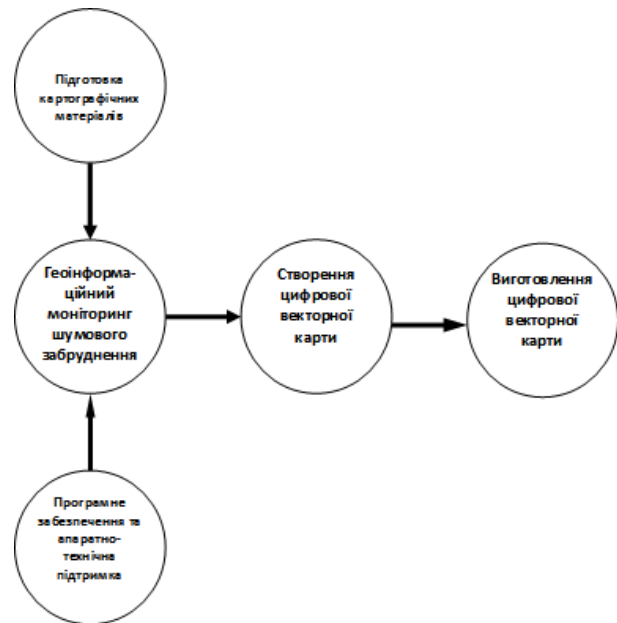 Підготовка
картографічних
матеріалів
Геоінформа-
ційний
моніторинг
шумового
забруднення
Створення
цифрової
векторної
карти
Виготовлення
цифрової
векторної
карти
Програмне
забезпечення та
апаратно-
технічна
підтримка